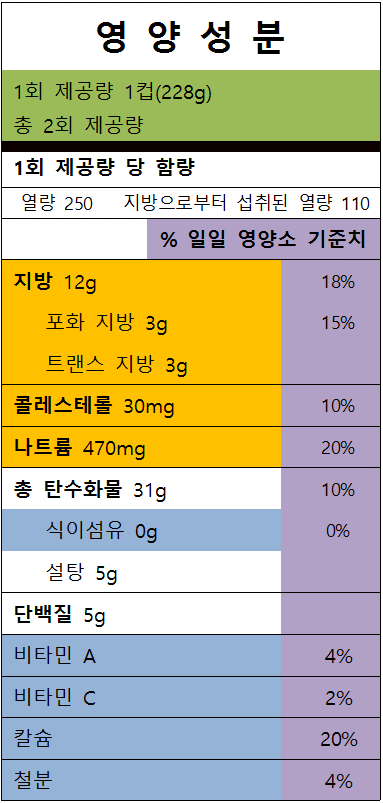 영 양 성 분
1회 제공량 1컵(228g)
총 2회 제공량
1회 제공량 당 함량
열량 250 지방으로부터 섭취된 열량 110
% 일일 영양소 기준치
지방 12g 18%
포화 지방 3g 15%
트랜스 지방 3g
콜레스테롤 30mg 10%
나트륨 470mg 20%
총 탄수화물 31g 10%
식이섬유 0g 0%
설탕 5g
단백질 5g
비타민 A 4%
비타민 C 2%
칼슘 20%
철분 4%